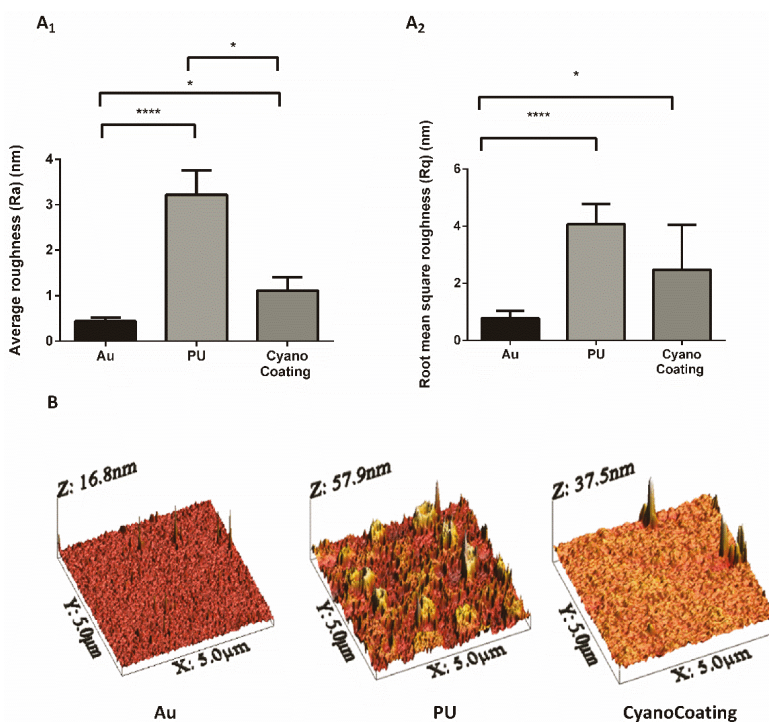 A1
A2
*
*
****
Average roughness (Ra) (nm)
4
3
2
1
0
Au
PU
Cyano
Coating
*
****
Root mean square roughness (Rq) (nm)
6
4
2
0
Au
PU
Cyano
Coating
B
Z: 16.8nm
Y: 5.0µm
X: 5.0µm
Au
Z: 57.9nm
Y: 5.0µm
X: 5.0µm
PU
Z: 37.5nm
Y: 5.0µm
X: 5.0µm
CyanoCoating